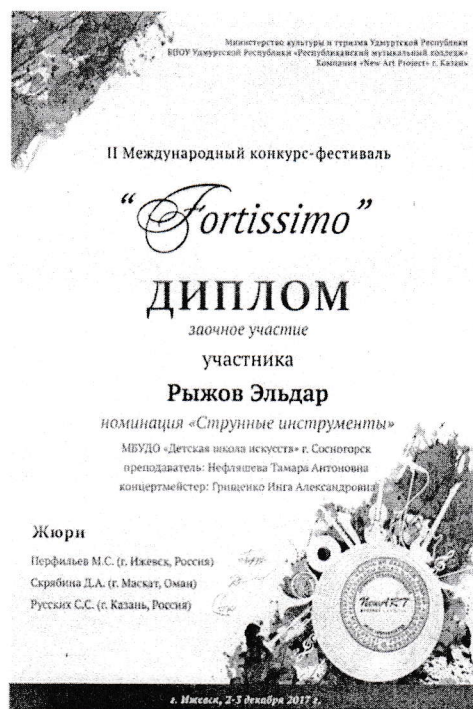 Министерство культуры и туризма Удмуртской Республики
БПОУ Удмуртской Республики «Республиканский музыкальный колледж»
Компания «New Art Project» г. Казань
II Международный конкурс-фестиваль
“Fortissimo”
ДИПЛОМ
заочное участие
участника
Рыжов Эльдар
номинация «Струнные инструменты»
МБУДО «Детская школа искусств» г. Сосногорск
преподаватель: Нефляшева Тамара Антоновна
концертмейстер: Грищенко Инга Александровна
Жюри
Перфильев М.С. (г. Ижевск, Россия)
Скрябина Д.А. (г. Маскат, Оман)
Русских С.С. (г. Казань, Россия)
NewART
г. Ижевск, 2-3 декабря 2017 г.